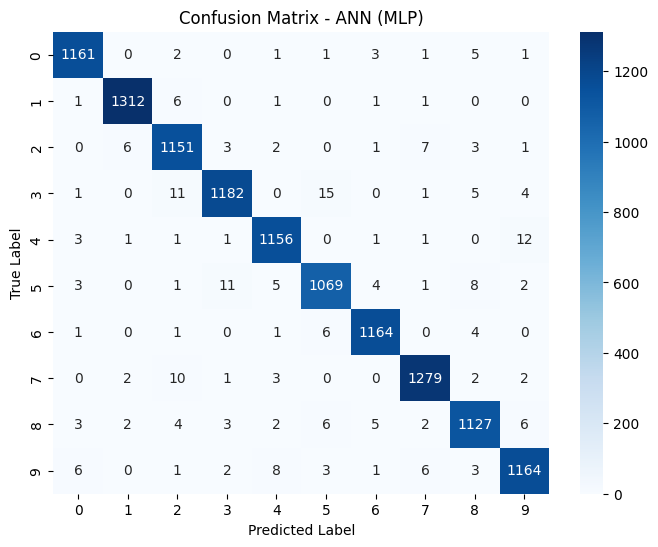 Confusion Matrix - ANN (MLP)
0 1161 0 2 0 1 1 3 1 5 1
1 1 1312 6 0 1 0 1 1 0 0
2 0 6 1151 3 2 0 1 7 3 1
3 1 0 11 1182 0 15 0 1 5 4
4 3 1 1 1 1156 0 1 1 0 12
5 3 0 1 11 5 1069 4 1 8 2
6 1 0 1 0 1 6 1164 0 4 0
7 0 2 10 1 3 0 0 1279 2 2
8 3 2 4 3 2 6 5 2 1127 6
9 6 0 1 2 8 3 1 6 3 1164
0 1 2 3 4 5 6 7 8 9
Predicted Label
True Label
1200
1000
800
600
400
200
0